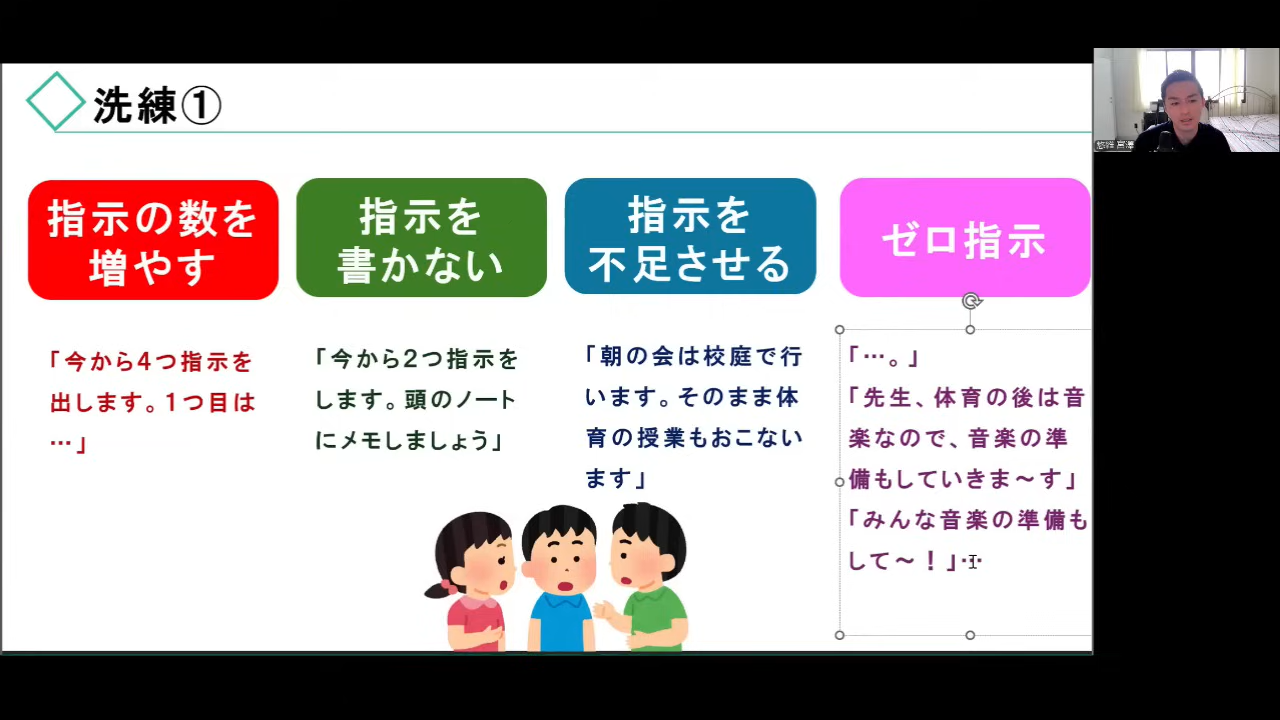 洗練①
指示の数を
増やす
指示を
書かない
指示を
不足させる
ゼロ指示
「今から4つ指示を
出します。1つ目は
…」
「今から2つ指示を
します。頭のノート
にメモしましょう」
「朝の会は校庭で行
います。そのまま体
育の授業もおこない
ます」
「…。」
「先生、体育の後は音
楽なので、音楽の準
備もしていきま～す」
「みんな音楽の準備も
して～！」…